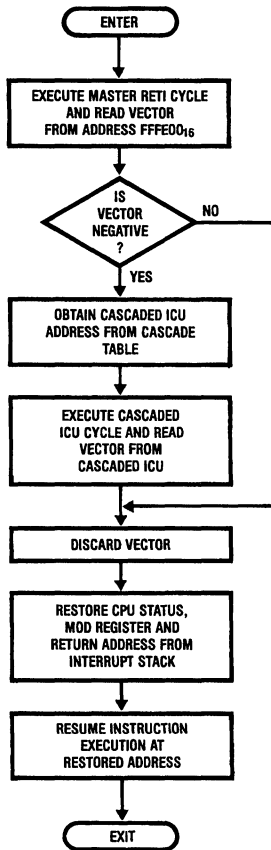 ENTER
EXECUTE MASTER RETI CYCLE
AND READ VECTOR
FROM ADDRESS FFFE00₁₆
IS
VECTOR
NEGATIVE
?
NO
YES
OBTAIN CASCADED ICU
ADDRESS FROM CASCADE
TABLE
EXECUTE CASCADED
ICU CYCLE AND READ
VECTOR FROM
CASCADED ICU
DISCARD VECTOR
RESTORE CPU STATUS,
MOD REGISTER AND
RETURN ADDRESS FROM
INTERRUPT STACK
RESUME INSTRUCTION
EXECUTION AT
RESTORED ADDRESS
EXIT